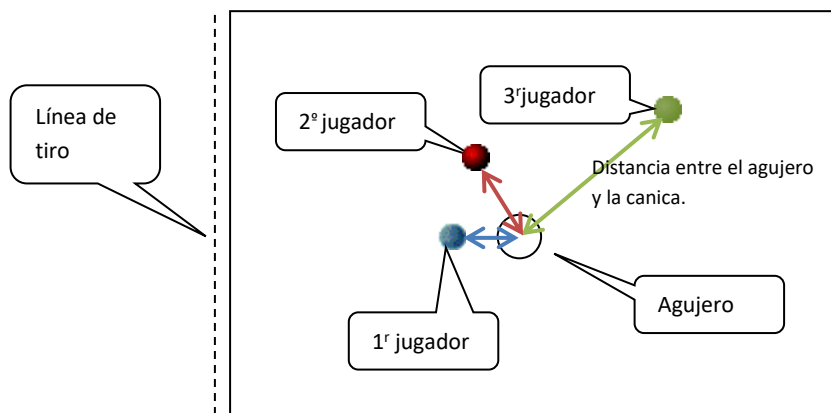 Línea de
tiro
2º jugador
3ʳjugador
Distancia entre el agujero
y la canica.
Agujero
1ʳ jugador